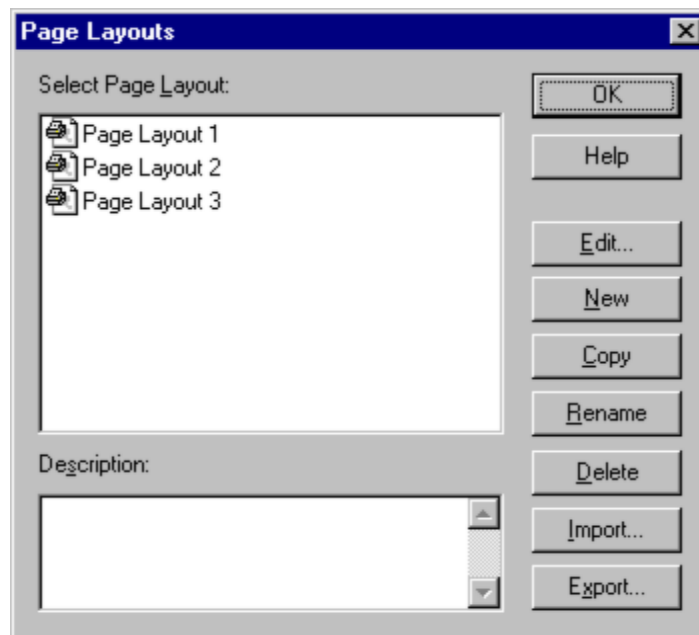 Page Layouts
Select Page Layout:
Page Layout 1
Page Layout 2
Page Layout 3
Description:
OK
Help
Edit...
New
Copy
Rename
Delete
Import...
Export...